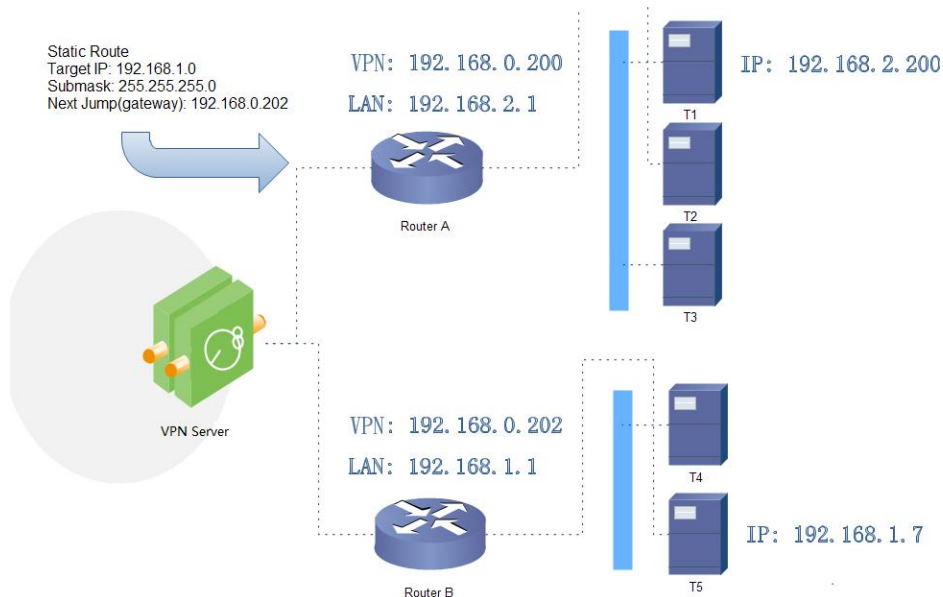 Static Route
Target IP: 192.168.1.0
Submask: 255.255.255.0
Next Jump(gateway): 192.168.0.202
VPN: 192.168.0.200
LAN: 192.168.2.1
Router A
IP: 192.168.2.200
T1
T2
T3
VPN Server
VPN: 192.168.0.202
LAN: 192.168.1.1
Router B
T4
IP: 192.168.1.7
T5